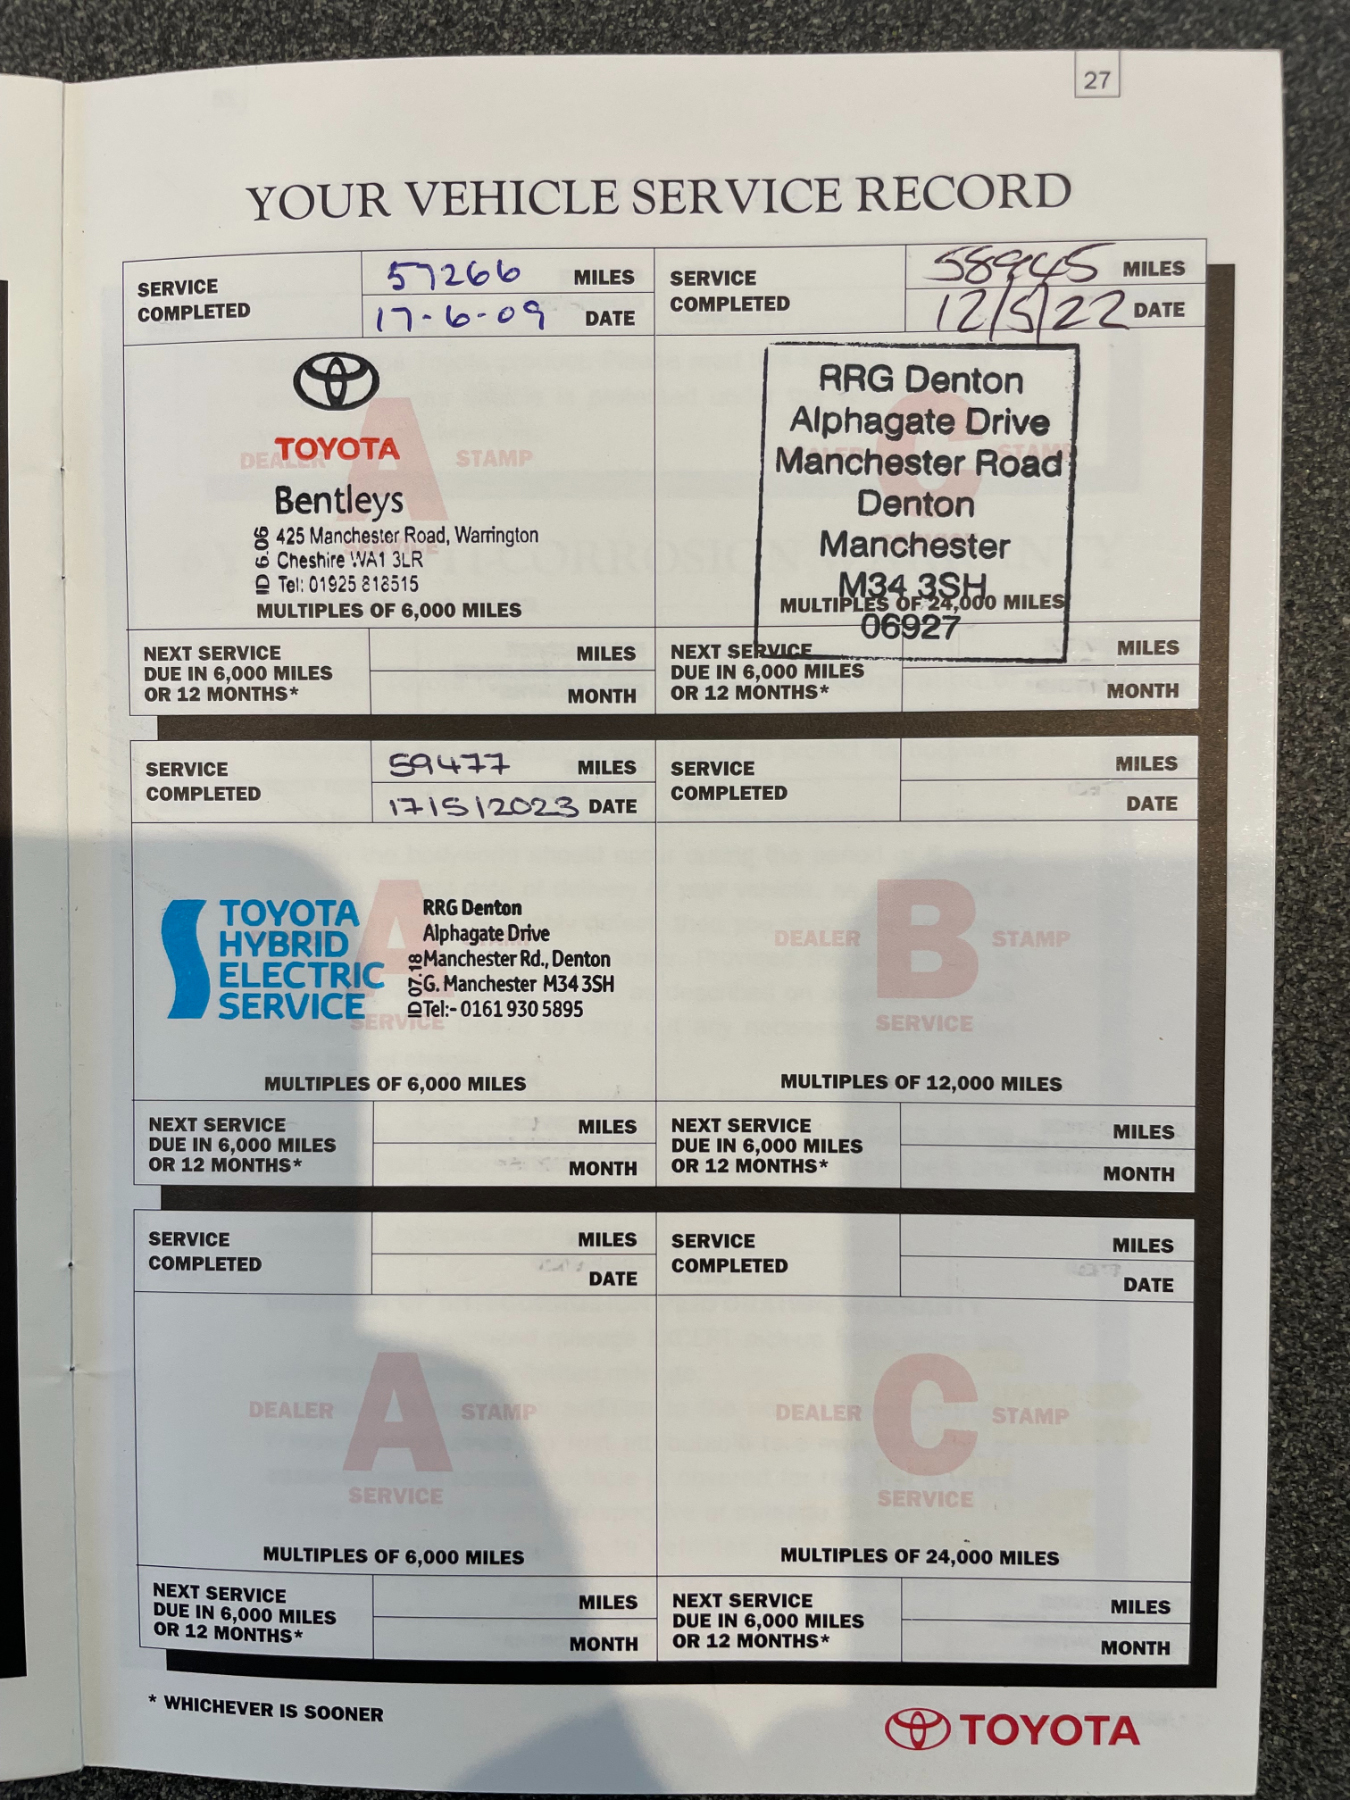 27
YOUR VEHICLE SERVICE RECORD
SERVICE
COMPLETED
57266 MILES
17-6-09 DATE
TOYOTA
DEALER A STAMP
Bentleys
ID 6.06
425 Manchester Road, Warrington
Cheshire WA1 3LR
Tel: 01925 818515
SERVICE
MULTIPLES OF 6,000 MILES
NEXT SERVICE
DUE IN 6,000 MILES
OR 12 MONTHS*
MILES
MONTH
SERVICE
COMPLETED
58945 MILES
12/5/22 DATE
RRG Denton
Alphagate Drive
Manchester Road
Denton
Manchester
M34 3SH
06927
DEALER C STAMP
MULTIPLES OF 24,000 MILES
NEXT SERVICE
DUE IN 6,000 MILES
OR 12 MONTHS*
MILES
MONTH
SERVICE
COMPLETED
59477 MILES
17/5/2023 DATE
TOYOTA
HYBRID
ELECTRIC
SERVICE
ID 07.18
RRG Denton
Alphagate Drive
Manchester Rd., Denton
G. Manchester M34 3SH
Tel:- 0161 930 5895
A
SERVICE
MULTIPLES OF 6,000 MILES
NEXT SERVICE
DUE IN 6,000 MILES
OR 12 MONTHS*
MILES
MONTH
SERVICE
COMPLETED
MILES
DATE
DEALER B STAMP
SERVICE
MULTIPLES OF 12,000 MILES
NEXT SERVICE
DUE IN 6,000 MILES
OR 12 MONTHS*
MILES
MONTH
SERVICE
COMPLETED
MILES
DATE
DEALER A STAMP
SERVICE
MULTIPLES OF 6,000 MILES
NEXT SERVICE
DUE IN 6,000 MILES
OR 12 MONTHS*
MILES
MONTH
SERVICE
COMPLETED
MILES
DATE
DEALER C STAMP
SERVICE
MULTIPLES OF 24,000 MILES
NEXT SERVICE
DUE IN 6,000 MILES
OR 12 MONTHS*
MILES
MONTH
* WHICHEVER IS SOONER
TOYOTA